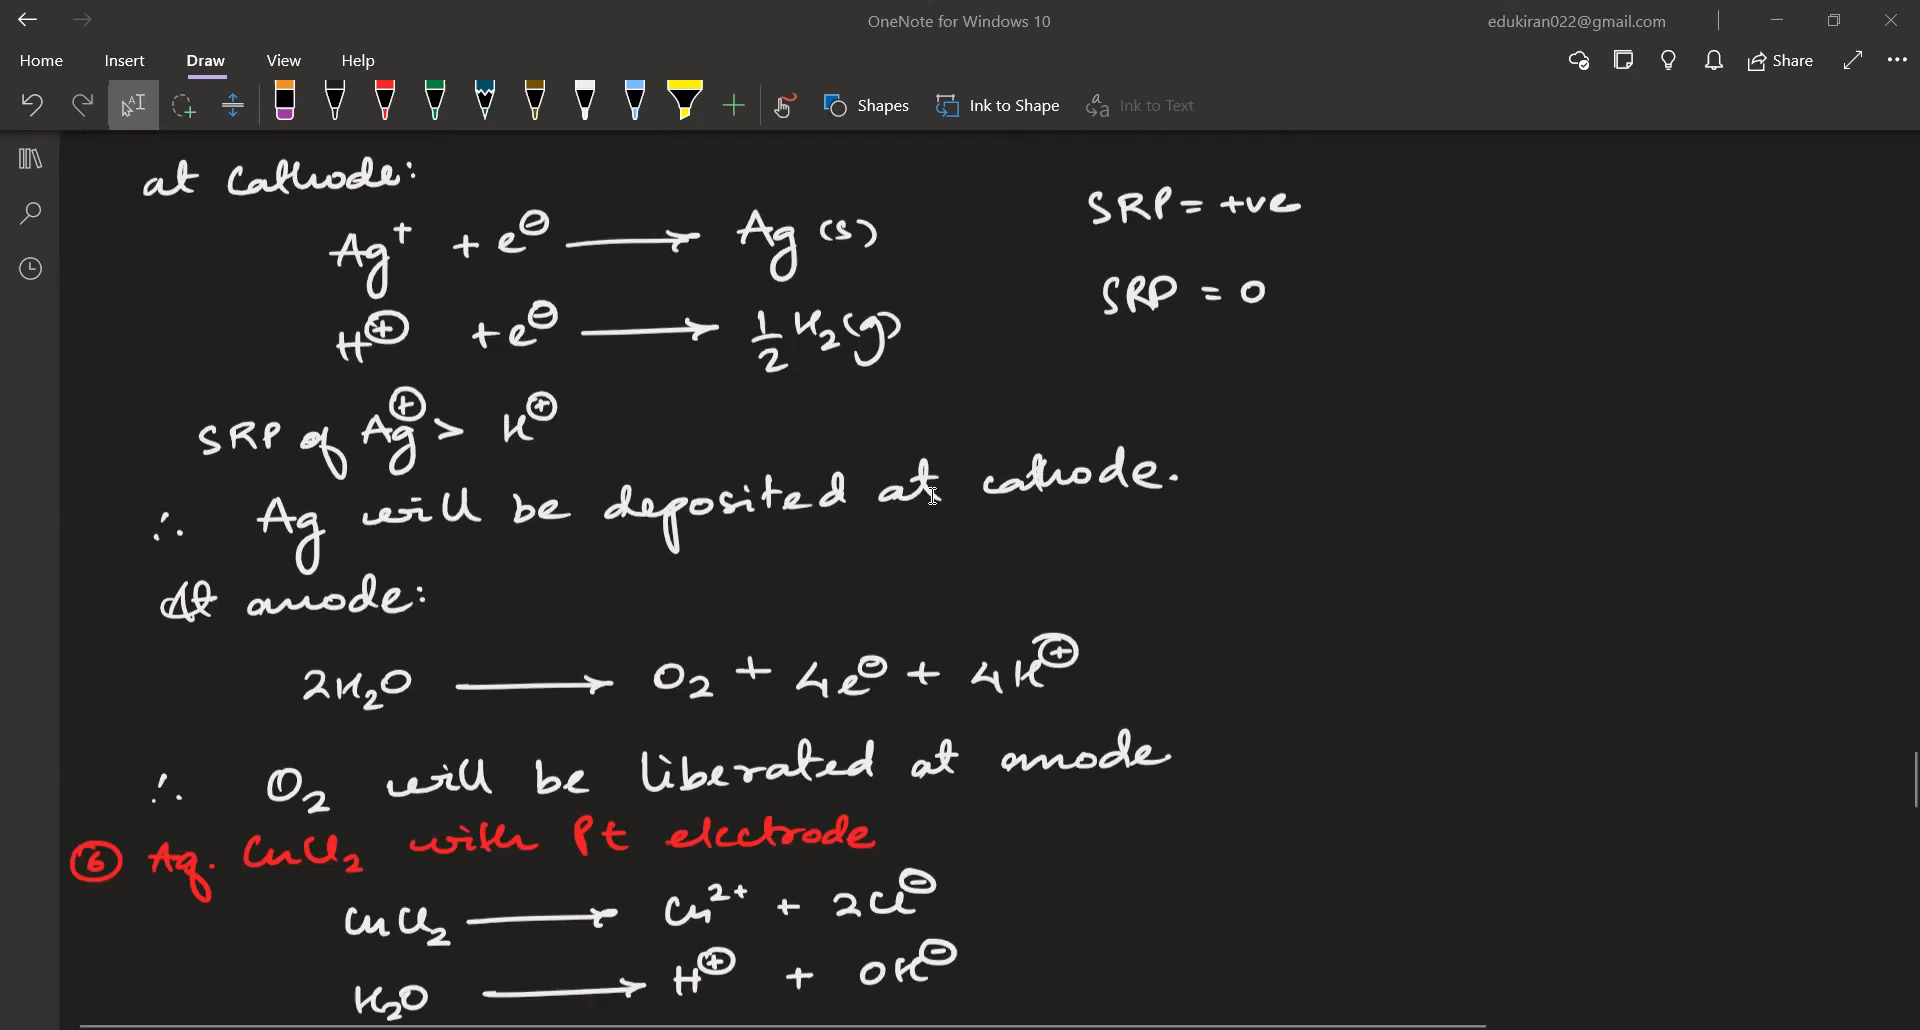 OneNote for Windows 10
edukiran022@gmail.com
Home Insert Draw View Help
Share
Shapes Ink to Shape Ink to Text
at cathode:
Ag⁺ + e⊖ ⟶ Ag (s)
SRP = +ve
H⊕ + e⊖ ⟶ 1/2 H₂(g)
SRP = 0
SRP of Ag⊕ > H⊕
∴ Ag will be deposited at cathode.
At anode:
2H₂O ⟶ O₂ + 4e⊖ + 4H⊕
∴ O₂ will be liberated at anode
⑥ Aq. CuCl₂ with Pt electrode
CuCl₂ ⟶ Cu²⁺ + 2Cl⊖
H₂O ⟶ H⊕ + OH⊖